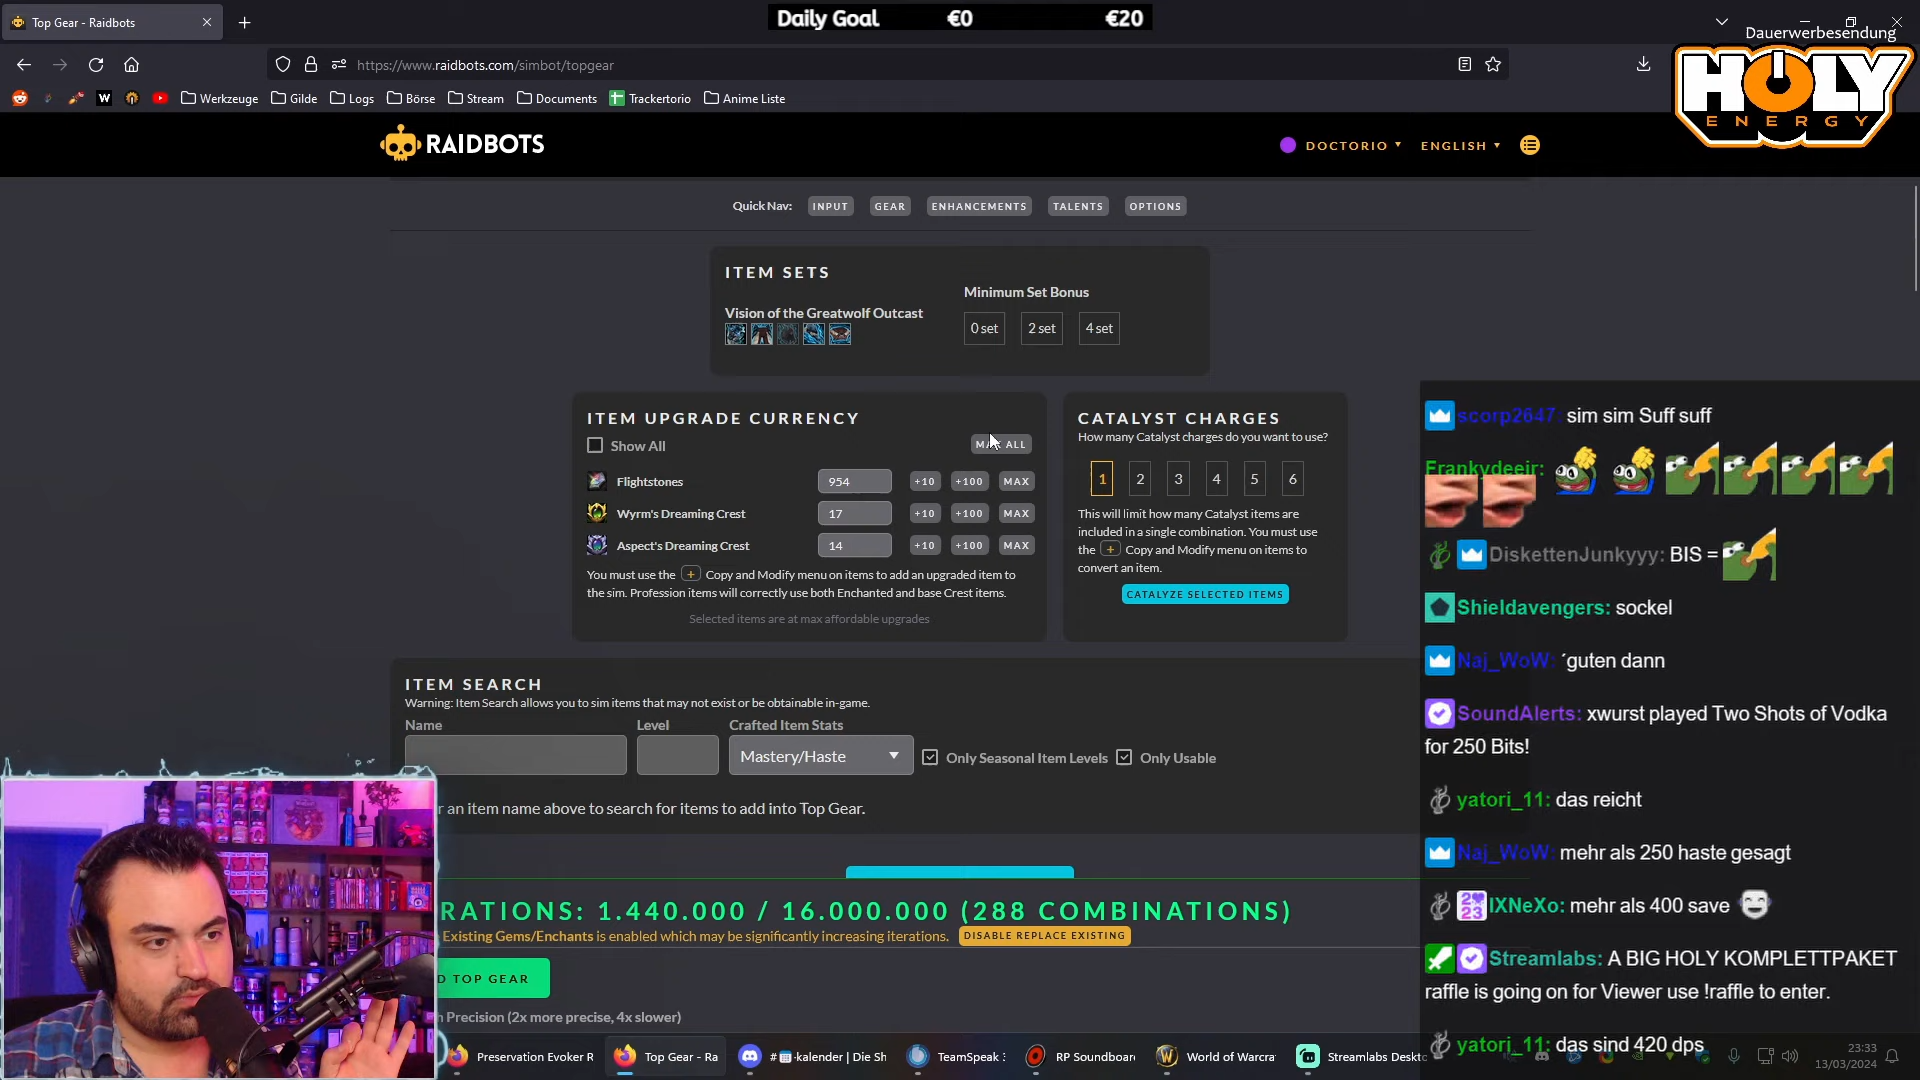 Top Gear - Raidbots
Daily Goal €0 €20
Dauerwerbesendung
https://www.raidbots.com/simbot/topgear
HOLY
ENERGY
Werkzeuge Gilde Logs Börse Stream Documents Trackertorio Anime Liste
RAIDBOTS
DOCTORIO ENGLISH
Quick Nav: INPUT GEAR ENHANCEMENTS TALENTS OPTIONS
ITEM SETS
Minimum Set Bonus
Vision of the Greatwolf Outcast
0 set 2 set 4 set
ITEM UPGRADE CURRENCY
Show All
ALL
Flightstones 954 +10 +100 MAX
Wyrm's Dreaming Crest 17 +10 +100 MAX
Aspect's Dreaming Crest 14 +10 +100 MAX
You must use the + Copy and Modify menu on items to add an upgraded item to
the sim. Profession items will correctly use both Enchanted and base Crest items.
Selected items are at max affordable upgrades
CATALYST CHARGES
How many Catalyst charges do you want to use?
1 2 3 4 5 6
This will limit how many Catalyst items are
included in a single combination. You must use
the + Copy and Modify menu on items to
convert an item.
CATALYZE SELECTED ITEMS
ITEM SEARCH
Warning: Item Search allows you to sim items that may not exist or be obtainable in-game.
Name Level Crafted Item Stats
Mastery/Haste Only Seasonal Item Levels Only Usable
an item name above to search for items to add into Top Gear.
RATIONS: 1.440.000 / 16.000.000 (288 COMBINATIONS)
Existing Gems/Enchants is enabled which may be significantly increasing iterations. DISABLE REPLACE EXISTING
D TOP GEAR
Precision (2x more precise, 4x slower)
scorp2647: sim sim Suff suff
Frankydeeir:
DiskettenJunkyyy: BIS =
Shieldavengers: sockel
Naj_WoW: ´guten dann
SoundAlerts: xwurst played Two Shots of Vodka
for 250 Bits!
yatori_11: das reicht
Naj_WoW: mehr als 250 haste gesagt
IXNeXo: mehr als 400 save
Streamlabs: A BIG HOLY KOMPLETTPAKET
raffle is going on for Viewer use !raffle to enter.
yatori_11: das sind 420 dps
Preservation Evoker R Top Gear - Ra #-kalender | Die Sh TeamSpeak RP Soundboar World of Warcra Streamlabs Deskto
23:33
13/03/2024